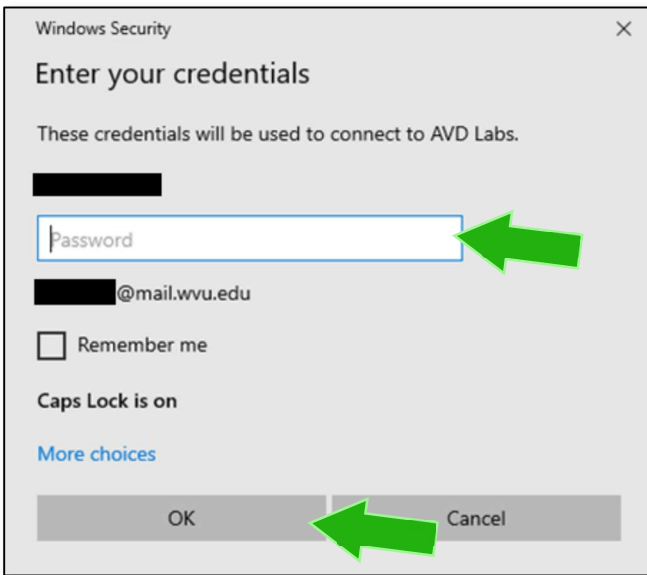 Windows Security
Enter your credentials
These credentials will be used to connect to AVD Labs.
Password
@mail.wvu.edu
Remember me
Caps Lock is on
More choices
OK Cancel